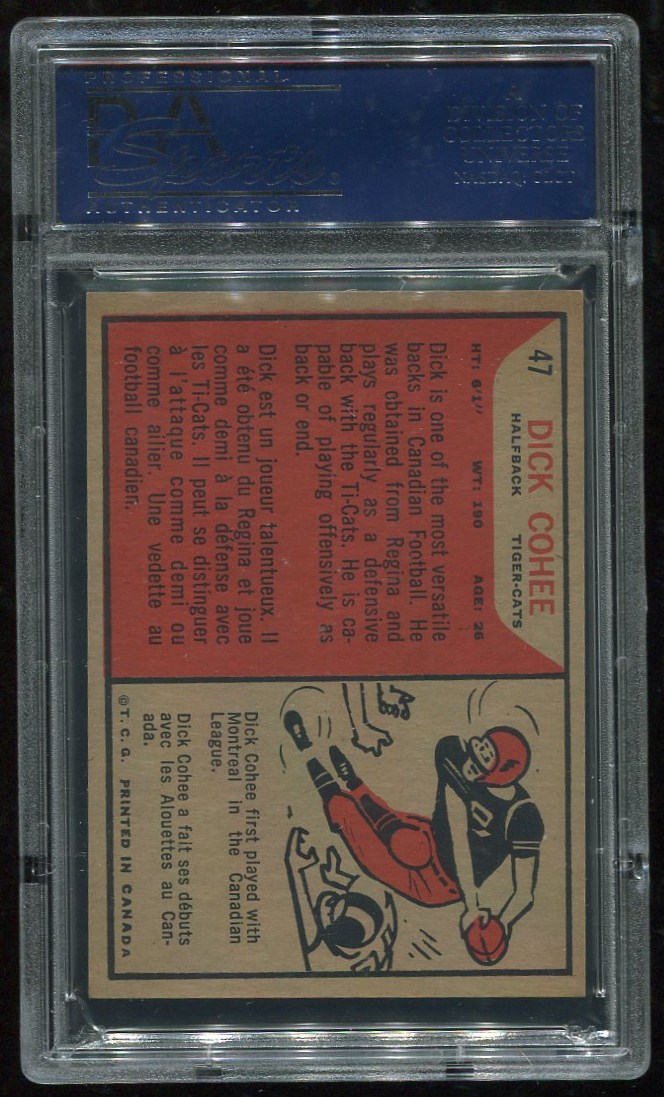 PROFESSIONAL
PSA
Sports
AUTHENTICATOR
A
DIVISION OF
COLLECTORS
UNIVERSE
NASDAQ: CLCT
47
DICK COHEE
HALFBACK TIGER-CATS
HT: 6'1" WT: 190 AGE: 26
Dick is one of the most versatile
backs in Canadian Football. He
was obtained from Regina and
plays regularly as a defensive
back with the Ti-Cats. He is ca-
pable of playing offensively as
back or end.
Dick est un joueur talentueux. Il
a été obtenu du Regina et joue
comme demi à la défense avec
les Ti-Cats. Il peut se distinguer
à l'attaque comme demi ou
comme ailier. Une vedette au
football canadien.
10
Dick Cohee first played with
Montreal in the Canadian
League.
Dick Cohee a fait ses débuts
avec les Alouettes au Can-
ada.
©T. C. G. PRINTED IN CANADA